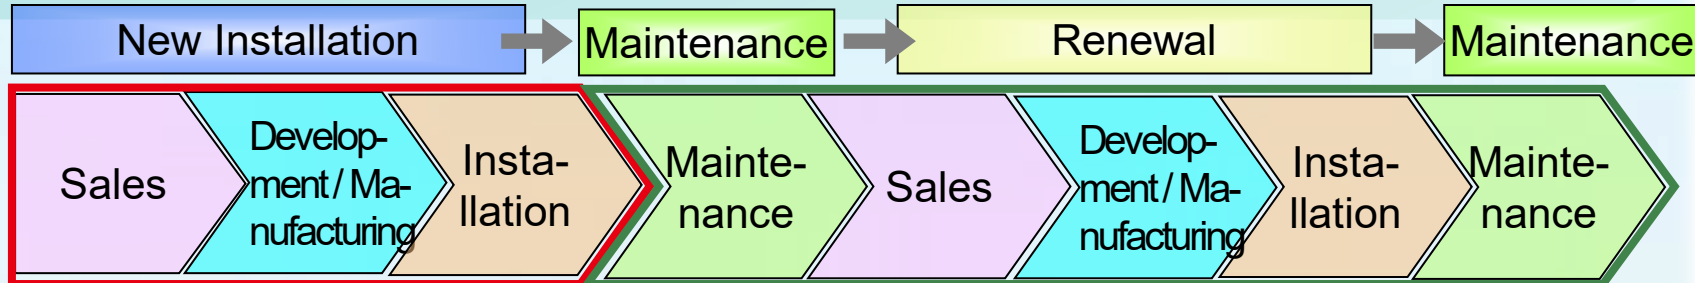 New Installation
Maintenance
Renewal
Maintenance
Sales
Develop-
ment / Ma-
nufacturing
Insta-
llation
Mainte-
nance
Sales
Develop-
ment / Ma-
nufacturing
Insta-
llation
Mainte-
nance